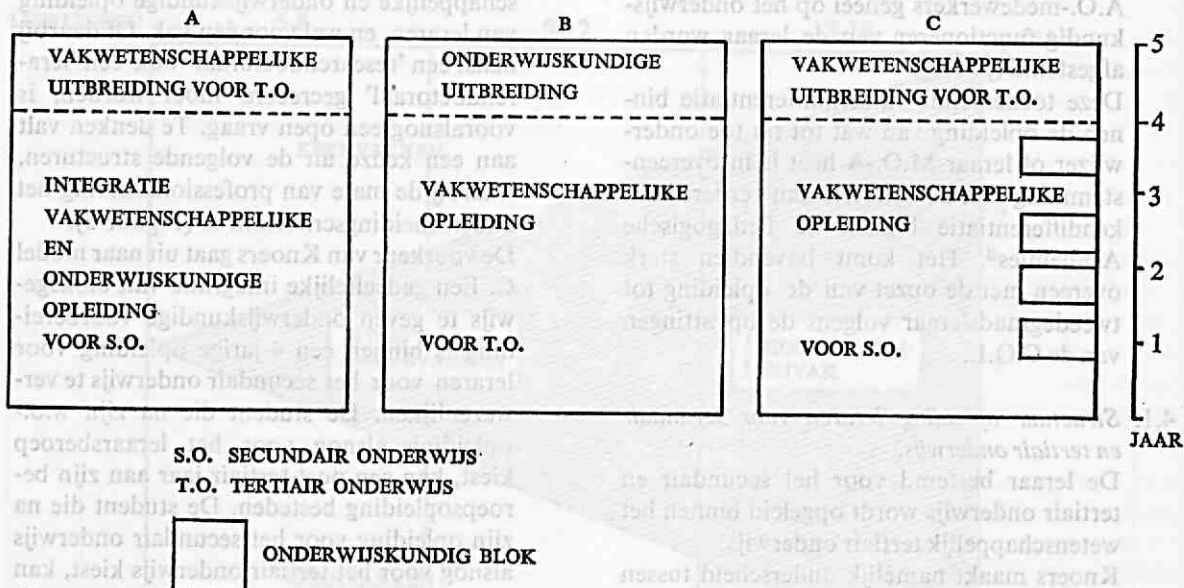 A
VAKWETENSCHAPPELIJKE
UITBREIDING VOOR T.O.
INTEGRATIE
VAKWETENSCHAPPELIJKE
EN
ONDERWIJSKUNDIGE
OPLEIDING
VOOR S.O.
B
ONDERWIJSKUNDIGE
UITBREIDING
VAKWETENSCHAPPELIJKE
OPLEIDING
VOOR T.O.
C
VAKWETENSCHAPPELIJKE
UITBREIDING VOOR T.O.
VAKWETENSCHAPPELIJKE
OPLEIDING
VOOR S.O.
5
4
3
2
1
JAAR
S.O. SECUNDAIR ONDERWIJS
T.O. TERTIAIR ONDERWIJS
ONDERWIJSKUNDIG BLOK